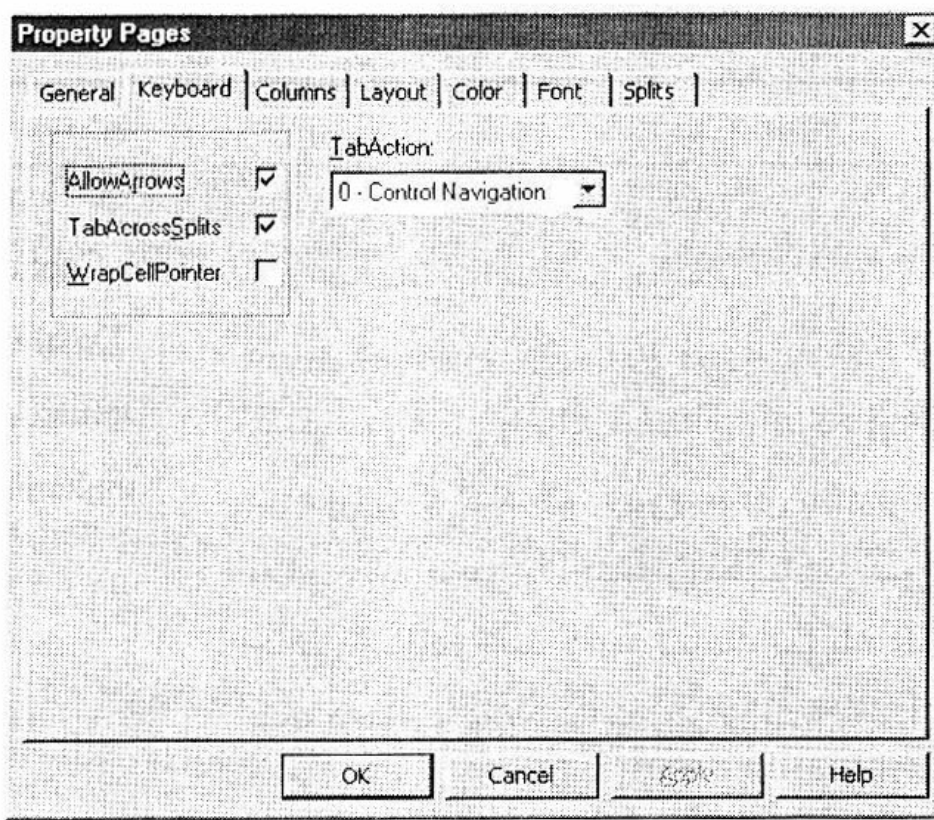 Property Pages
General Keyboard Columns Layout Color Font Splits
TabAction:
AllowArrows
0 - Control Navigation
TabAcrossSplits
WrapCellPointer
OK Cancel Apply Help